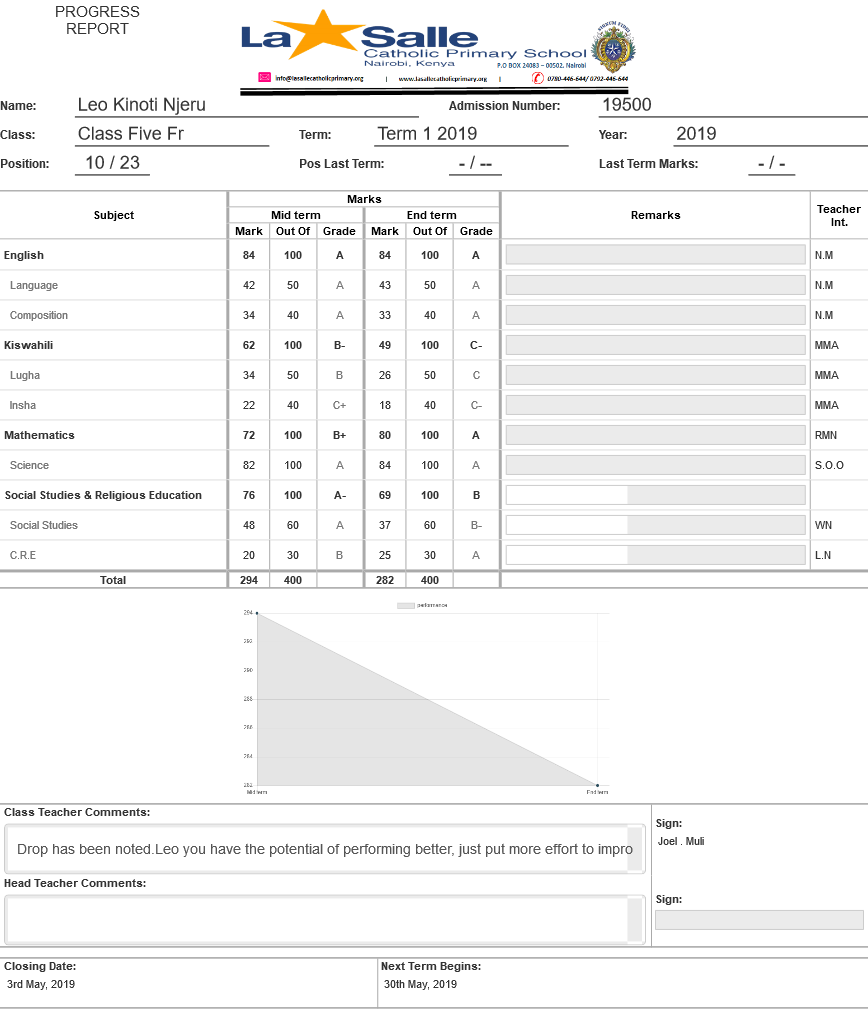 PROGRESS
REPORT
La Salle
Catholic Primary School
Nairobi, Kenya
P.O BOX 24083 – 00502, Nairobi
info@lasallecatholicprimary.org | www.lasallecatholicprimary.org | 0780-446-644/ 0792-446-644
Name: Leo Kinoti Njeru Admission Number: 19500
Class: Class Five Fr Term: Term 1 2019 Year: 2019
Position: 10 / 23 Pos Last Term: - / -- Last Term Marks: - / -
Marks
Subject Mid term End term Remarks Teacher Int.
Mark Out Of Grade Mark Out Of Grade
English 84 100 A 84 100 A N.M
Language 42 50 A 43 50 A N.M
Composition 34 40 A 33 40 A N.M
Kiswahili 62 100 B- 49 100 C- MMA
Lugha 34 50 B 26 50 C MMA
Insha 22 40 C+ 18 40 C- MMA
Mathematics 72 100 B+ 80 100 A RMN
Science 82 100 A 84 100 A S.O.O
Social Studies & Religious Education 76 100 A- 69 100 B
Social Studies 48 60 A 37 60 B- WN
C.R.E 20 30 B 25 30 A L.N
Total 294 400 282 400
performance
294
292
290
288
286
284
282
Mid term End term
Class Teacher Comments:
Sign:
Drop has been noted.Leo you have the potential of performing better, just put more effort to impro
Joel . Muli
Head Teacher Comments:
Sign:
Closing Date: Next Term Begins:
3rd May, 2019 30th May, 2019